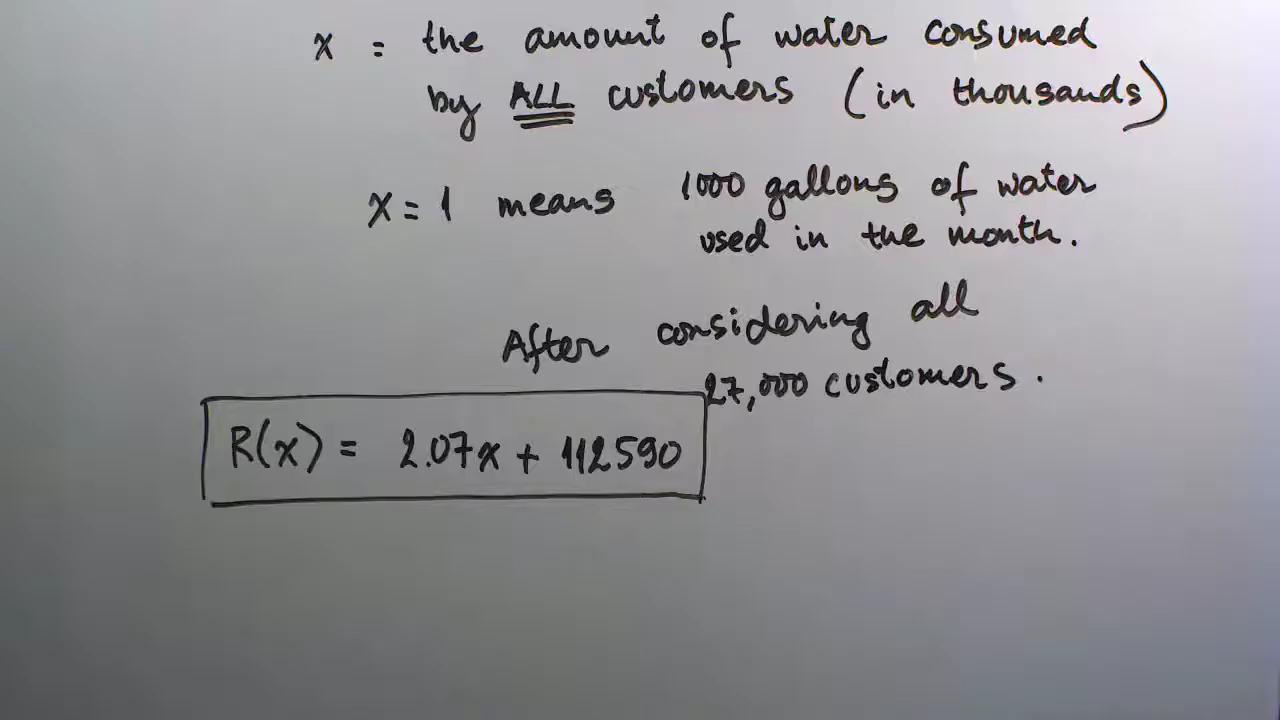 x = the amount of water consumed
by ALL customers (in thousands)
x = 1 means 1000 gallons of water
used in the month.
After considering all
27,000 customers.
R(x) = 2.07x + 112590